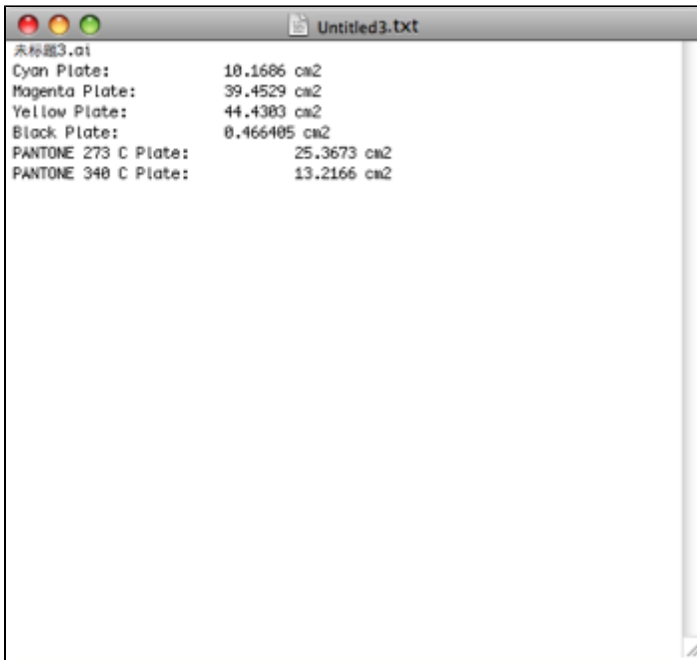 Untitled3.txt
未标题3.ai
Cyan Plate: 10.1686 cm2
Magenta Plate: 39.4529 cm2
Yellow Plate: 44.4303 cm2
Black Plate: 0.466405 cm2
PANTONE 273 C Plate: 25.3673 cm2
PANTONE 340 C Plate: 13.2166 cm2